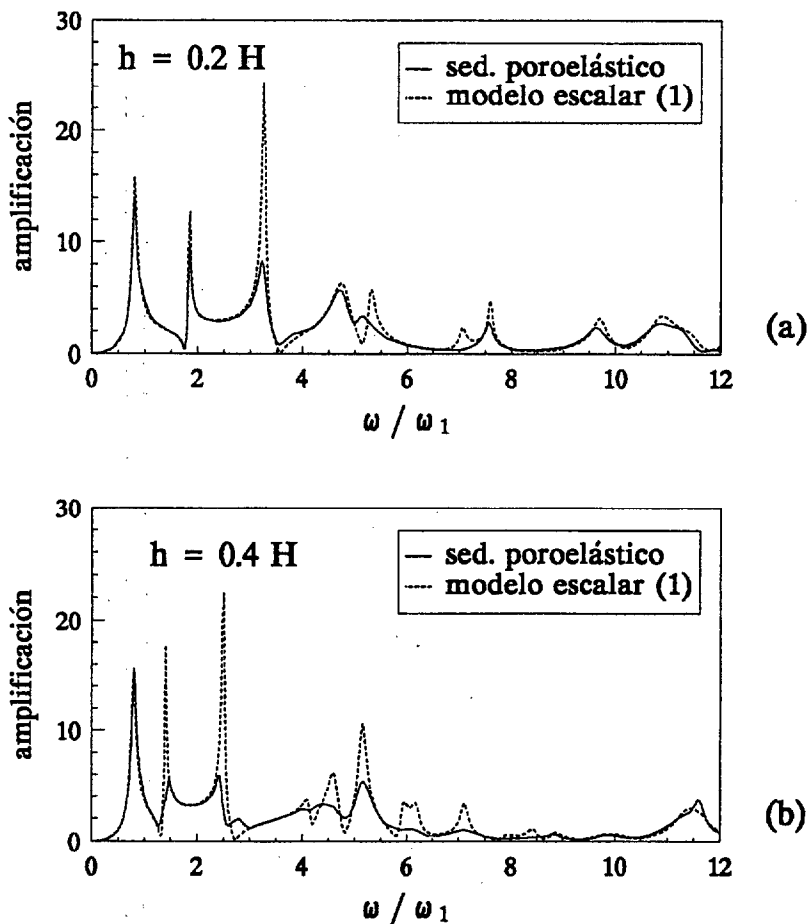 30
h = 0.2 H
— sed. poroelástico
---- modelo escalar (1)
20
amplificación
10
0
0 2 4 6 8 10 12
ω / ω₁
(a)
30
h = 0.4 H
— sed. poroelástico
---- modelo escalar (1)
20
amplificación
10
0
0 2 4 6 8 10 12
ω / ω₁
(b)